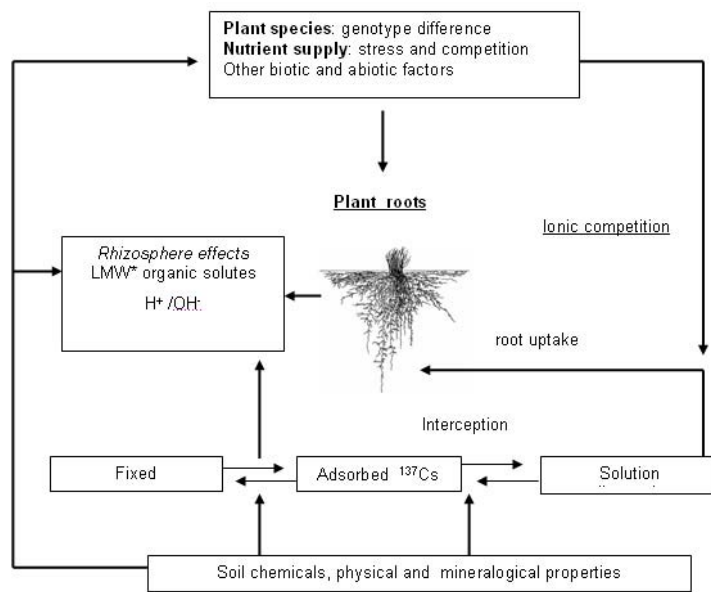 Plant species: genotype difference
Nutrient supply: stress and competition
Other biotic and abiotic factors
Plant roots
Ionic competition
Rhizosphere effects
LMW* organic solutes
H⁺ /OH⁻
root uptake
Interception
Fixed
Adsorbed ¹³⁷Cs
Solution
Soil chemicals, physical and mineralogical properties